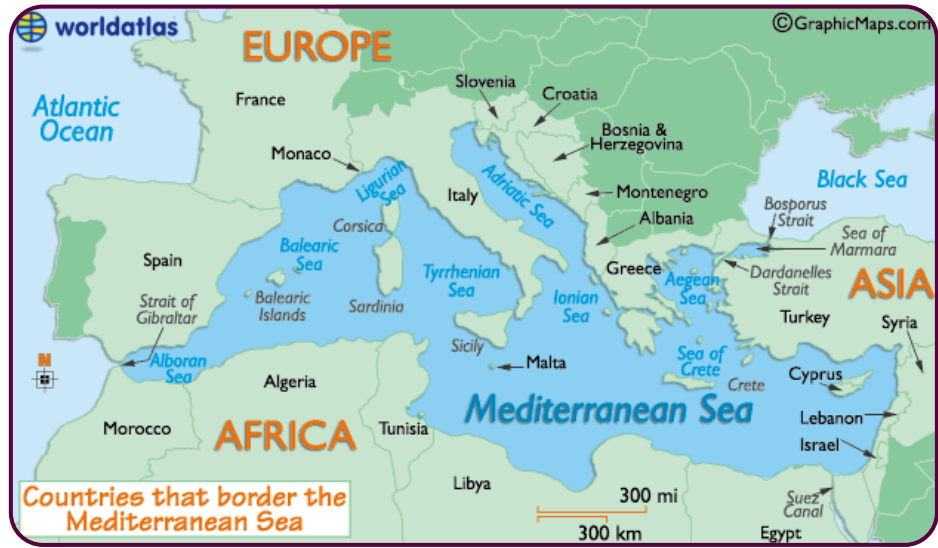 worldatlas
©GraphicMaps.com
EUROPE
Atlantic
Ocean
France
Slovenia
Croatia
Bosnia &
Herzegovina
Monaco
Ligurian
Sea
Adriatic Sea
Italy
Montenegro
Albania
Black Sea
Bosporus
Strait
Sea of
Marmara
Corsica
Balearic
Sea
Spain
Tyrrhenian
Sea
Greece
Aegean
Sea
Dardanelles
Strait
ASIA
Strait of
Gibraltar
Balearic
Islands
Sardinia
Ionian
Sea
Turkey
Syria
Sicily
Malta
Sea of
Crete
Crete
Cyprus
N
Alboran
Sea
Algeria
Mediterranean Sea
Lebanon
Israel
Morocco
AFRICA
Tunisia
Libya
Suez
Canal
Egypt
Countries that border the
Mediterranean Sea
300 mi
300 km